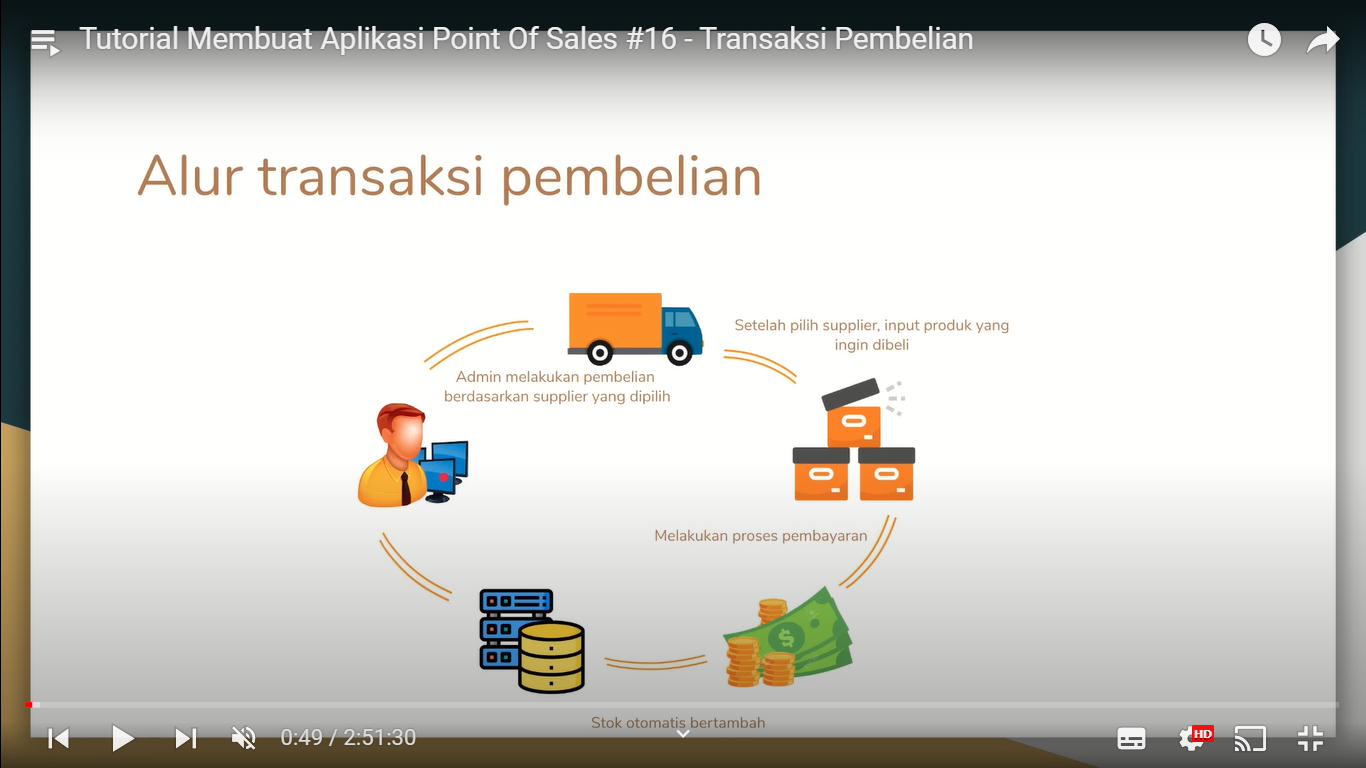 Tutorial Membuat Aplikasi Point Of Sales #16 - Transaksi Pembelian
Alur transaksi pembelian
Setelah pilih supplier, input produk yang
ingin dibeli
Admin melakukan pembelian
berdasarkan supplier yang dipilih
Melakukan proses pembayaran
$
Stok otomatis bertambah
0:49 / 2:51:30
HD